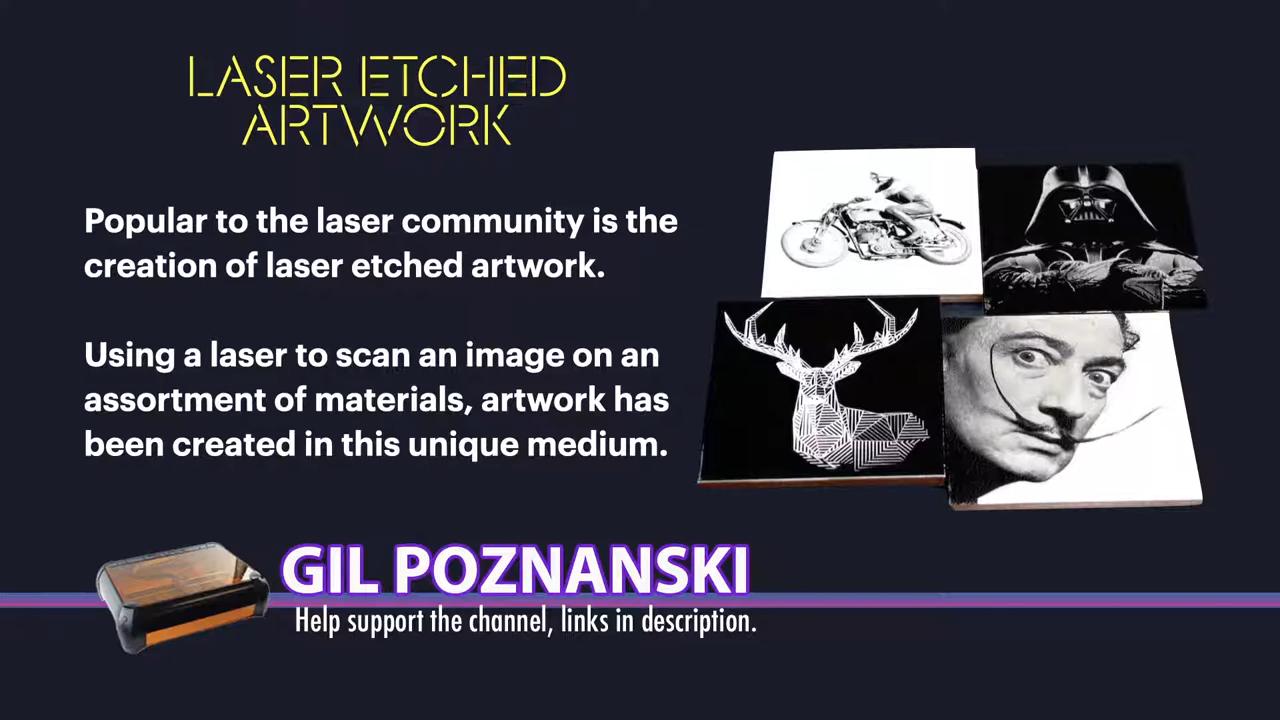 LASER ETCHED
ARTWORK
Popular to the laser community is the
creation of laser etched artwork.
Using a laser to scan an image on an
assortment of materials, artwork has
been created in this unique medium.
GIL POZNANSKI
Help support the channel, links in description.